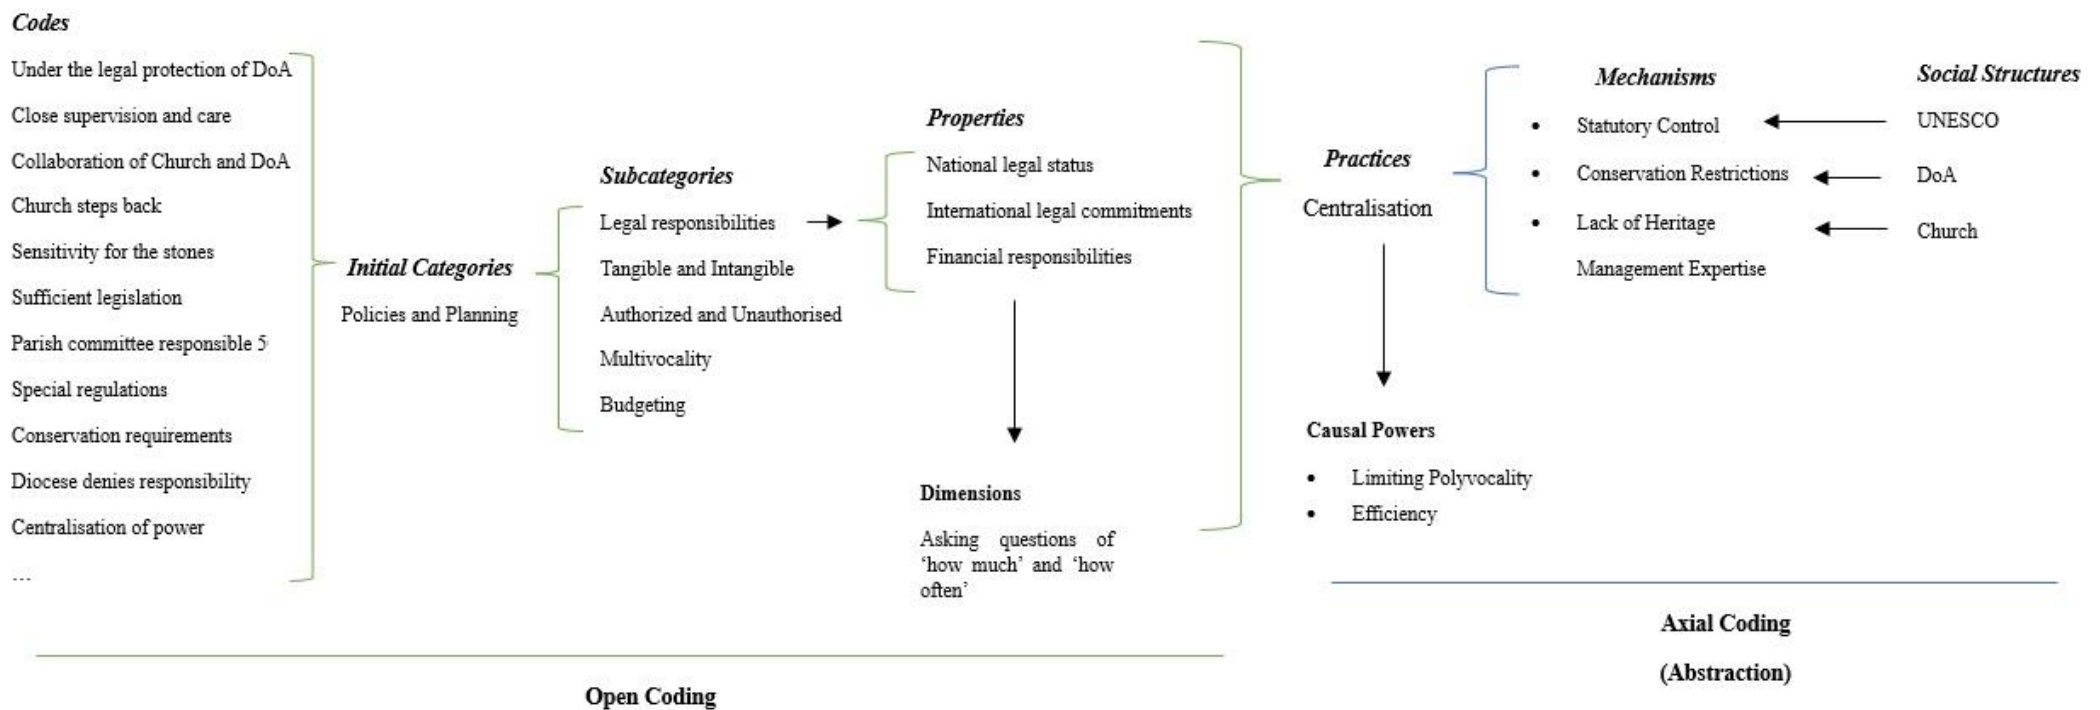 Codes
Under the legal protection of DoA
Close supervision and care
Collaboration of Church and DoA
Church steps back
Sensitivity for the stones
Sufficient legislation
Parish committee responsible 5
Special regulations
Conservation requirements
Diocese denies responsibility
Centralisation of power
...
Initial Categories
Policies and Planning
Subcategories
Legal responsibilities
Tangible and Intangible
Authorized and Unauthorised
Multivocality
Budgeting
Properties
National legal status
International legal commitments
Financial responsibilities
Dimensions
Asking questions of
‘how much’ and ‘how
often’
Open Coding
Practices
Centralisation
Causal Powers
• Limiting Polyvocality
• Efficiency
Mechanisms
• Statutory Control
• Conservation Restrictions
• Lack of Heritage
Management Expertise
Social Structures
UNESCO
DoA
Church
Axial Coding
(Abstraction)